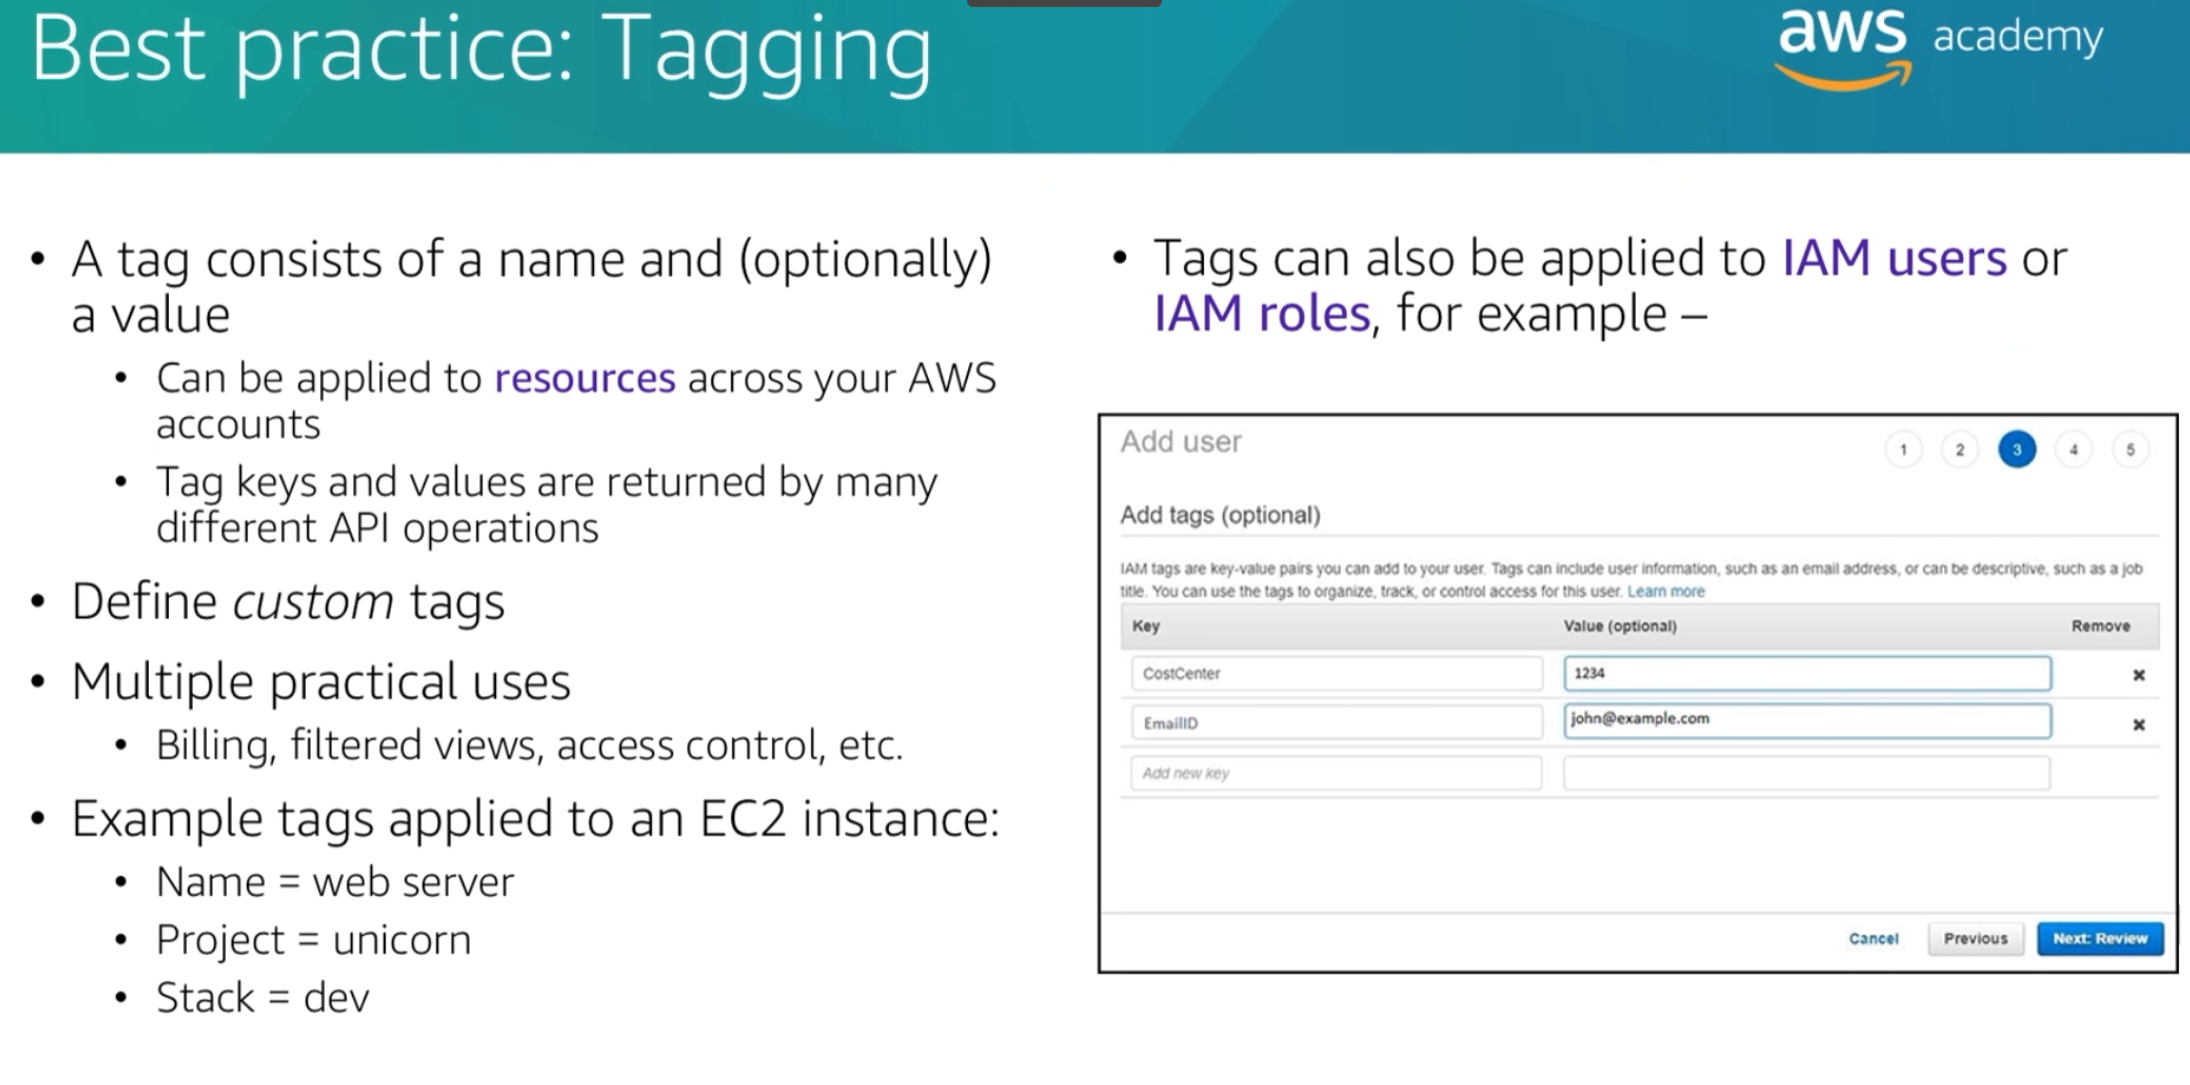 Best practice: Tagging
aws academy
• A tag consists of a name and (optionally)
a value
• Can be applied to resources across your AWS
accounts
• Tag keys and values are returned by many
different API operations
• Define custom tags
• Multiple practical uses
• Billing, filtered views, access control, etc.
• Example tags applied to an EC2 instance:
• Name = web server
• Project = unicorn
• Stack = dev
• Tags can also be applied to IAM users or
IAM roles, for example –
Add user
1 2 3 4 5
Add tags (optional)
IAM tags are key-value pairs you can add to your user. Tags can include user information, such as an email address, or can be descriptive, such as a job
title. You can use the tags to organize, track, or control access for this user. Learn more
Key Value (optional) Remove
CostCenter 1234 ✖
EmailID john@example.com ✖
Add new key
Cancel Previous Next: Review